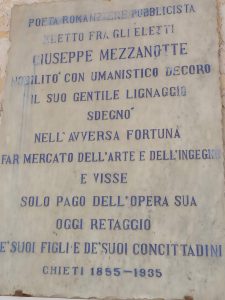 POETA ROMANZIERE PUBBLICISTA
ELETTO FRA GLI ELETTI
GIUSEPPE MEZZANOTTE
NOBILITO' CON UMANISTICO DECORO
IL SUO GENTILE LIGNAGGIO
SDEGNO'
NELL'AVVERSA FORTUNA
FAR MERCATO DELL'ARTE E DELL'INGEGNO
E VISSE
SOLO PAGO DELL'OPERA SUA
OGGI RETAGGIO
DE' SUOI FIGLI E DE' SUOI CONCITTADINI
CHIETI 1855-1935